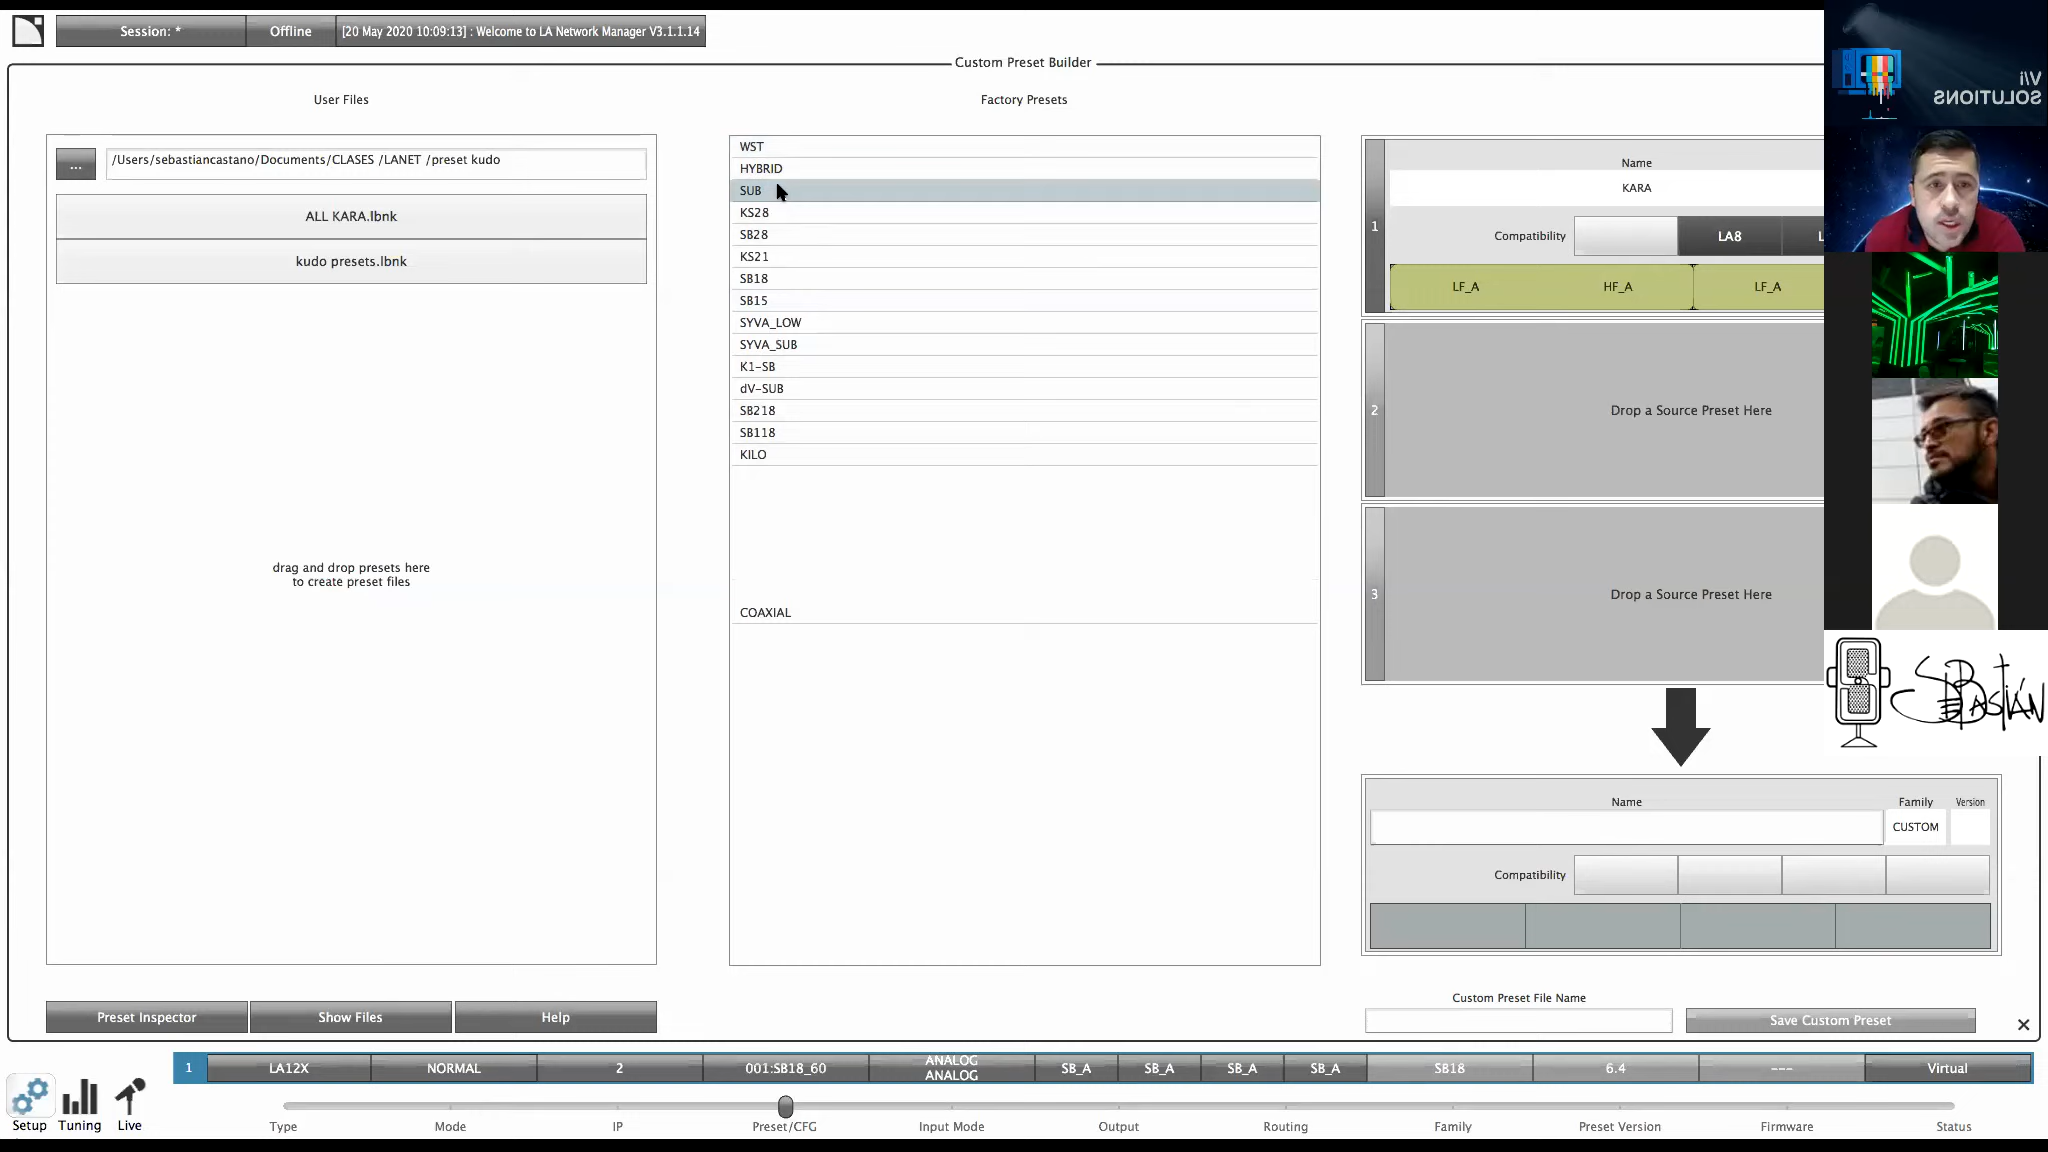 Session: *
Offline
[20 May 2020 10:09:13] : Welcome to LA Network Manager V3.1.1.14
Custom Preset Builder
User Files
Factory Presets
...
/Users/sebastiancastano/Documents/CLASES /LANET /preset kudo
ALL KARA.lbnk
kudo presets.lbnk
drag and drop presets here
to create preset files
WST
HYBRID
SUB
KS28
SB28
KS21
SB18
SB15
SYVA_LOW
SYVA_SUB
K1-SB
dV-SUB
SB218
SB118
KILO
COAXIAL
1
Name
KARA
Compatibility
LA8
LF_A
HF_A
LF_A
2
Drop a Source Preset Here
3
Drop a Source Preset Here
SOLUTIONS
SEBASTIÁN
Name
Family
Version
CUSTOM
Compatibility
Custom Preset File Name
Save Custom Preset
Preset Inspector
Show Files
Help
1
LA12X
NORMAL
2
001:SB18_60
ANALOG
ANALOG
SB_A
SB_A
SB_A
SB_A
SB18
6.4
---
Virtual
Setup
Tuning
Live
Type
Mode
IP
Preset/CFG
Input Mode
Output
Routing
Family
Preset Version
Firmware
Status